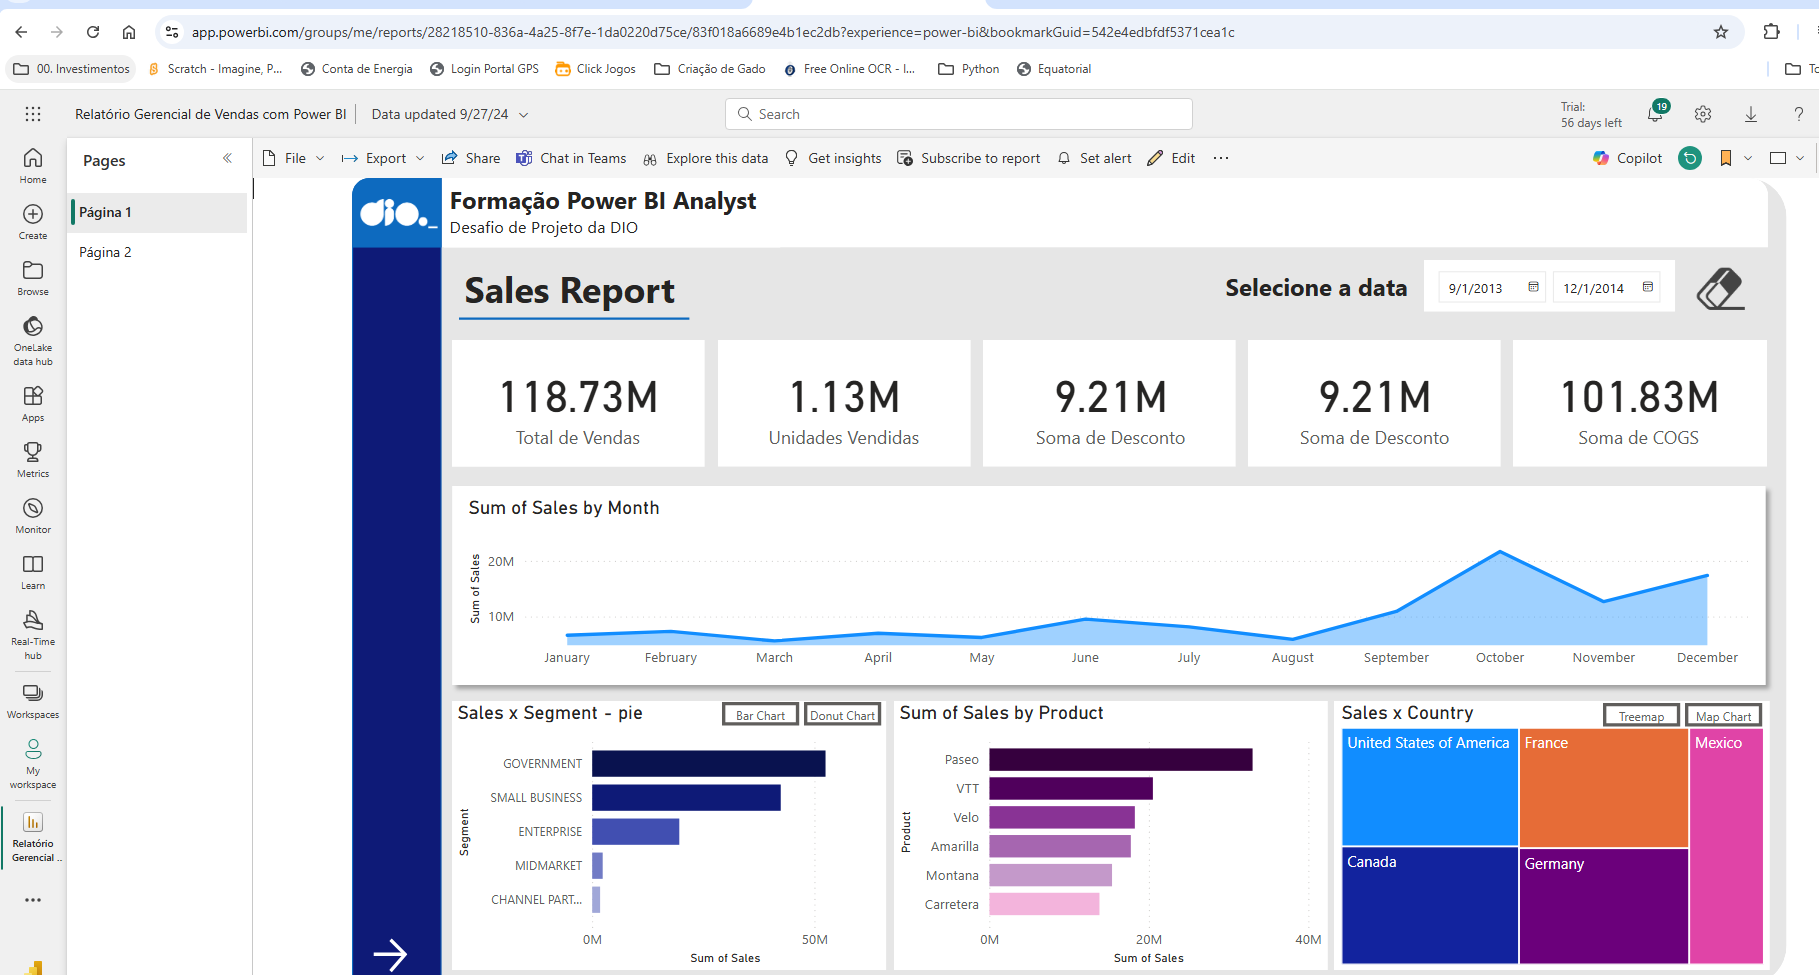 app.powerbi.com/groups/me/reports/28218510-836a-4a25-8f7e-1da0220d75ce/83f018a6689e4b1ec2db?experience=power-bi&bookmarkGuid=542e4edbfdf5371cea1c
00. Investimentos Scratch - Imagine, P... Conta de Energia Login Portal GPS Click Jogos Criação de Gado Free Online OCR - I... Python Equatorial To
Relatório Gerencial de Vendas com Power BI Data updated 9/27/24 Search Trial: 56 days left 19 ?
Pages
File Export Share Chat in Teams Explore this data Get insights Subscribe to report Set alert Edit Copilot
Home
Create
Browse
OneLake
data hub
Apps
Metrics
Monitor
Learn
Real-Time
hub
Workspaces
My
workspace
Relatório
Gerencial ..
Página 1
Página 2
dio._
Formação Power BI Analyst
Desafio de Projeto da DIO
Sales Report
Selecione a data
9/1/2013 12/1/2014
118.73M
Total de Vendas
1.13M
Unidades Vendidas
9.21M
Soma de Desconto
9.21M
Soma de Desconto
101.83M
Soma de COGS
Sum of Sales by Month
Sum of Sales
20M
10M
January February March April May June July August September October November December
Sales x Segment - pie
Bar Chart Donut Chart
Segment
GOVERNMENT
SMALL BUSINESS
ENTERPRISE
MIDMARKET
CHANNEL PART...
0M 50M
Sum of Sales
Sum of Sales by Product
Product
Paseo
VTT
Velo
Amarilla
Montana
Carretera
0M 20M 40M
Sum of Sales
Sales x Country
Treemap Map Chart
United States of America
France
Mexico
Canada
Germany